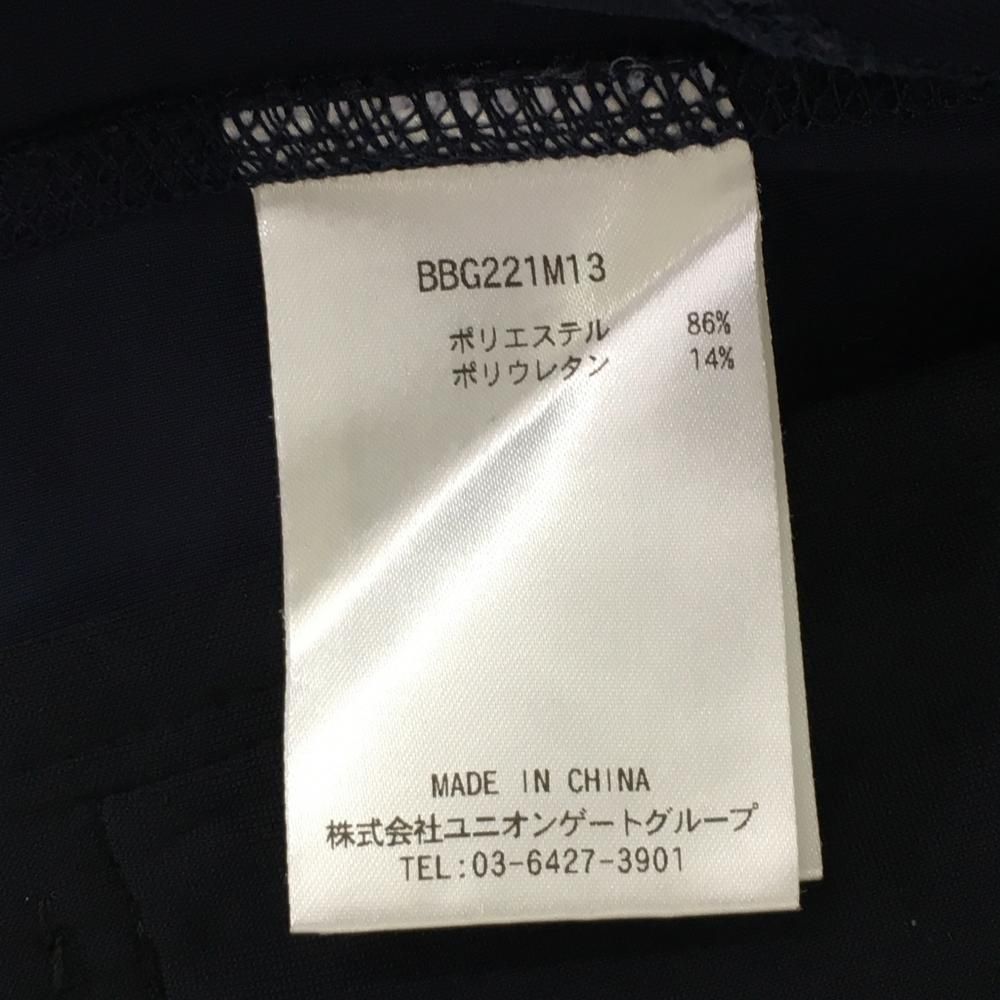 BBG221M13
ポリエステル 86%
ポリウレタン 14%
MADE IN CHINA
株式会社ユニオンゲートグループ
TEL:03-6427-3901